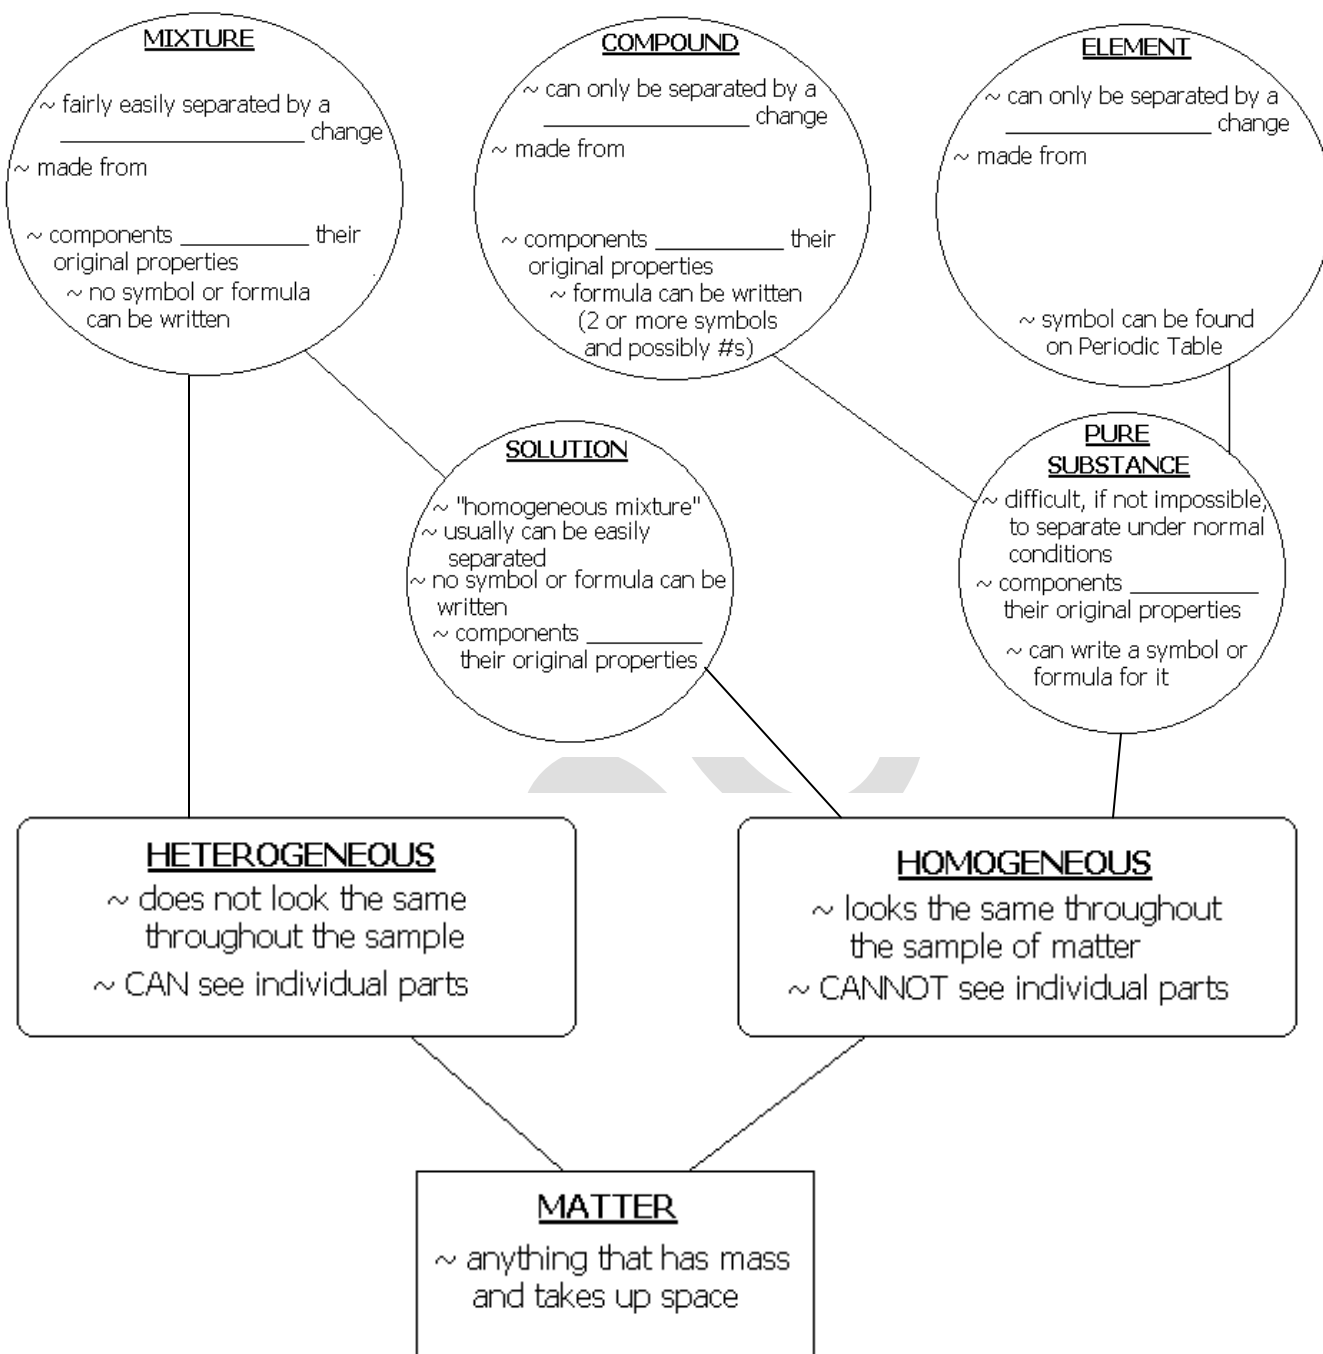 MIXTURE
~ fairly easily separated by a
____________________ change
~ made from
~ components ___________ their
original properties
~ no symbol or formula
can be written
COMPOUND
~ can only be separated by a
_________________ change
~ made from
~ components ___________ their
original properties
~ formula can be written
(2 or more symbols
and possibly #s)
ELEMENT
~ can only be separated by a
_________________ change
~ made from
~ symbol can be found
on Periodic Table
SOLUTION
~ "homogeneous mixture"
~ usually can be easily
separated
~ no symbol or formula can be
written
~ components __________
their original properties
PURE
SUBSTANCE
~ difficult, if not impossible,
to separate under normal
conditions
~ components ___________
their original properties
~ can write a symbol or
formula for it
HETEROGENEOUS
~ does not look the same
throughout the sample
~ CAN see individual parts
HOMOGENEOUS
~ looks the same throughout
the sample of matter
~ CANNOT see individual parts
MATTER
~ anything that has mass
and takes up space